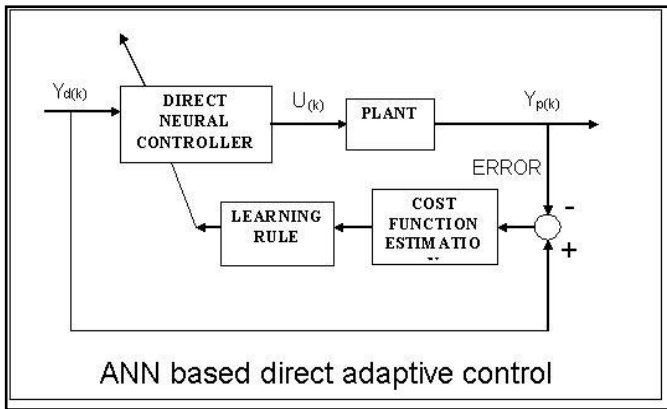 Yd(k)
DIRECT
NEURAL
CONTROLLER
U(k)
PLANT
Yp(k)
ERROR
-
+
LEARNING
RULE
COST
FUNCTION
ESTIMATIO
ANN based direct adaptive control